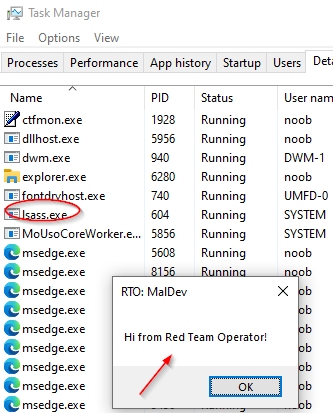 Task Manager
File Options View
Processes Performance App history Startup Users Deta
Name PID Status User name
ctfmon.exe 1928 Running noob
dllhost.exe 5956 Running noob
dwm.exe 940 Running DWM-1
explorer.exe 6280 Running noob
fontdrvhost.exe 740 Running UMFD-0
lsass.exe 604 Running SYSTEM
MoUsoCoreWorker.e... 5856 Running SYSTEM
msedge.exe 5608 Running noob
msedge.exe 8156 Running noob
msedge.exe
msedge.exe
msedge.exe
msedge.exe
msedge.exe
msedge.exe
msedge.exe
RTO: MalDev
Hi from Red Team Operator!
OK